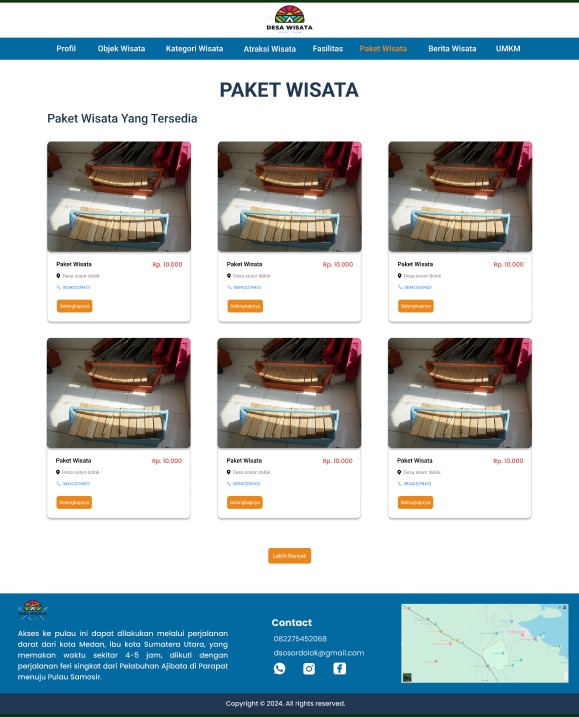 DESA WISATA
Profil Objek Wisata Kategori Wisata Atraksi Wisata Fasilitas Paket Wisata Berita Wisata UMKM
PAKET WISATA
Paket Wisata Yang Tersedia
Paket Wisata Rp. 10.000
Desa sosor dolok
Selengkapnya
Paket Wisata Rp. 10.000
Desa sosor dolok
Selengkapnya
Paket Wisata Rp. 10.000
Desa sosor dolok
Selengkapnya
Paket Wisata Rp. 10.000
Desa sosor dolok
Selengkapnya
Paket Wisata Rp. 10.000
Desa sosor dolok
Selengkapnya
Paket Wisata Rp. 10.000
Desa sosor dolok
Selengkapnya
Lebih Banyak
DESA WISATA
Akses ke pulau ini dapat dilakukan melalui perjalanan
darat dari kota Medan, ibu kota Sumatera Utara, yang
memakan waktu sekitar 4-5 jam, diikuti dengan
perjalanan feri singkat dari Pelabuhan Ajibata di Parapat
menuju Pulau Samosir.
Contact
082275452068
dsosordolok@gmail.com
Copyright © 2024. All rights reserved.